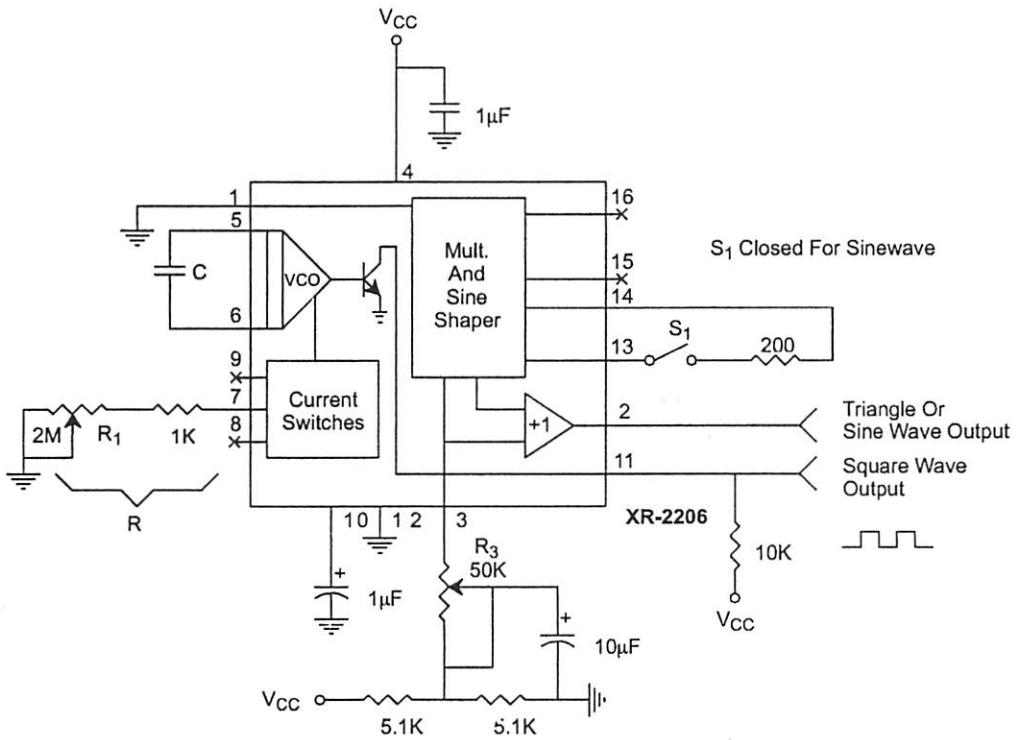 VCC
1µF
4
1
16
5
Mult.
And
Sine
Shaper
S1 Closed For Sinewave
15
C
VCO
14
6
S1
13
200
9
Current
Switches
7
8
2M
R1
1K
+1
2
Triangle Or
Sine Wave Output
11
Square Wave
Output
R
10
1 2
3
XR-2206
R3
50K
10K
1µF
VCC
10µF
VCC
5.1K
5.1K